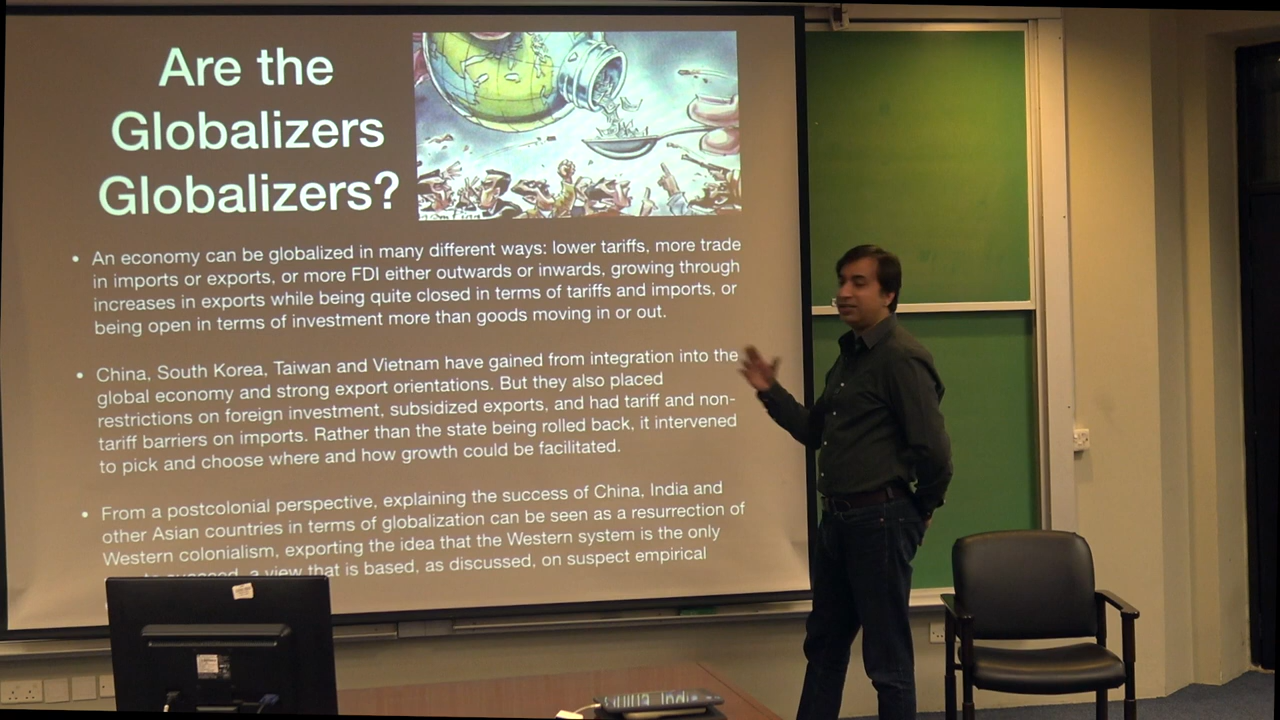 Are the
Globalizers
Globalizers?
• An economy can be globalized in many different ways: lower tariffs, more trade
in imports or exports, or more FDI either outwards or inwards, growing through
increases in exports while being quite closed in terms of tariffs and imports, or
being open in terms of investment more than goods moving in or out.
• China, South Korea, Taiwan and Vietnam have gained from integration into the
global economy and strong export orientations. But they also placed
restrictions on foreign investment, subsidized exports, and had tariff and non-
tariff barriers on imports. Rather than the state being rolled back, it intervened
to pick and choose where and how growth could be facilitated.
• From a postcolonial perspective, explaining the success of China, India and
other Asian countries in terms of globalization can be seen as a resurrection of
Western colonialism, exporting the idea that the Western system is the only
succeed, a view that is based, as discussed, on suspect empirical